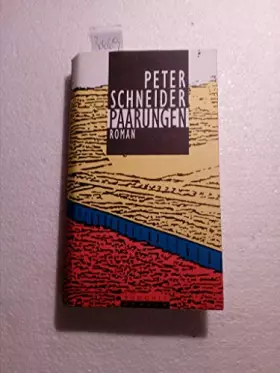 PETER
SCHNEIDER
PAARUNGEN
ROMAN